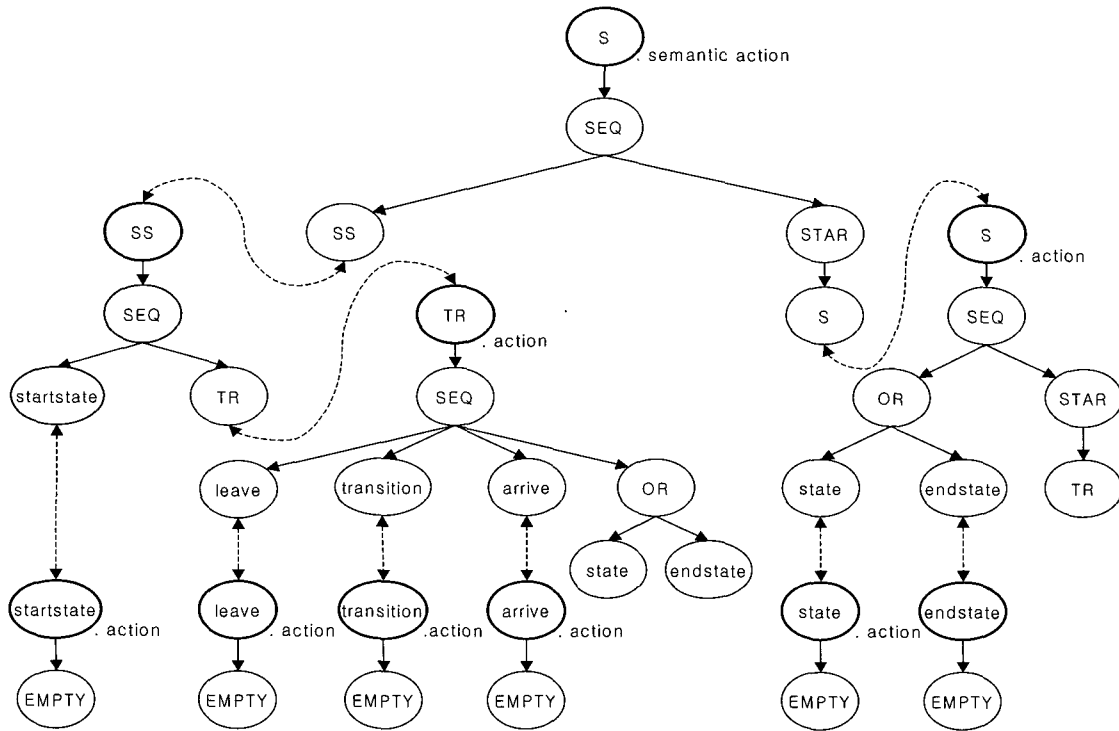 S
. semantic action
SEQ
SS
SS
STAR
S
. action
SEQ
TR
. action
S
SEQ
startstate
TR
SEQ
OR
STAR
leave
transition
arrive
OR
state
endstate
TR
state
endstate
startstate
. action
leave
. action
transition
.action
arrive
. action
state
. action
endstate
EMPTY
EMPTY
EMPTY
EMPTY
EMPTY
EMPTY